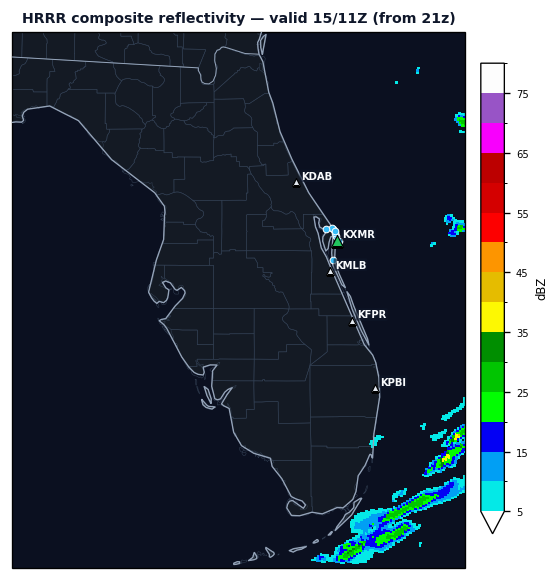 HRRR composite reflectivity — valid 15/11Z (from 21z)
75
65
KDAB
55
KXMR
45
KMLB
dBZ
KFPR
35
KPBI
25
15
5